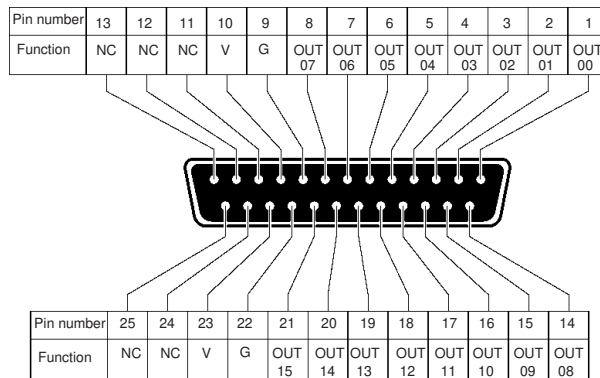 Pin number 13 12 11 10 9 8 7 6 5 4 3 2 1
Function NC NC NC V G OUT 07 OUT 06 OUT 05 OUT 04 OUT 03 OUT 02 OUT 01 OUT 00
Pin number 25 24 23 22 21 20 19 18 17 16 15 14
Function NC NC V G OUT 15 OUT 14 OUT 13 OUT 12 OUT 11 OUT 10 OUT 09 OUT 08